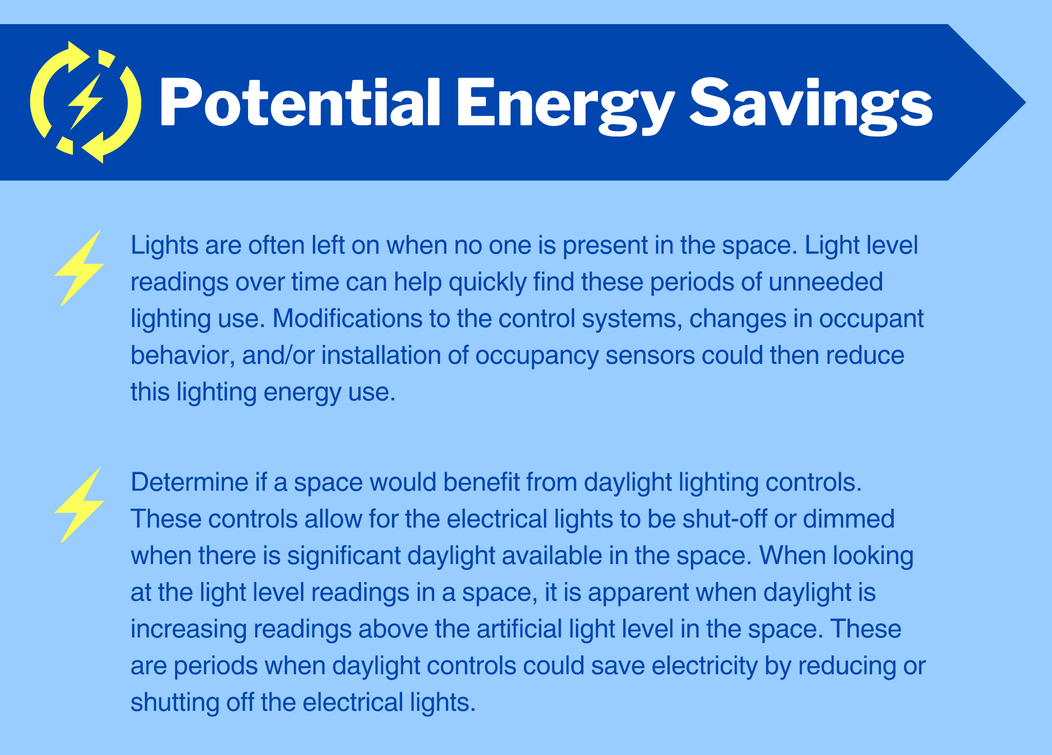 Potential Energy Savings
Lights are often left on when no one is present in the space. Light level
readings over time can help quickly find these periods of unneeded
lighting use. Modifications to the control systems, changes in occupant
behavior, and/or installation of occupancy sensors could then reduce
this lighting energy use.
Determine if a space would benefit from daylight lighting controls.
These controls allow for the electrical lights to be shut-off or dimmed
when there is significant daylight available in the space. When looking
at the light level readings in a space, it is apparent when daylight is
increasing readings above the artificial light level in the space. These
are periods when daylight controls could save electricity by reducing or
shutting off the electrical lights.